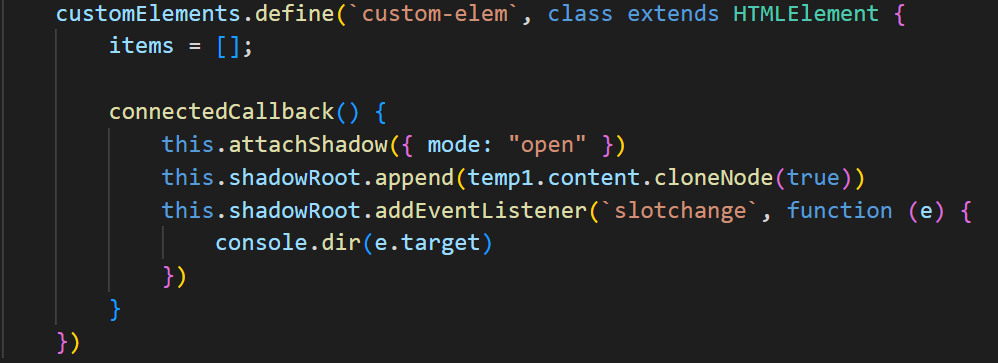 customElements.define(`custom-elem`, class extends HTMLElement {
    items = [];

    connectedCallback() {
        this.attachShadow({ mode: "open" })
        this.shadowRoot.append(temp1.content.cloneNode(true))
        this.shadowRoot.addEventListener(`slotchange`, function (e) {
            console.dir(e.target)
        })
    }
})